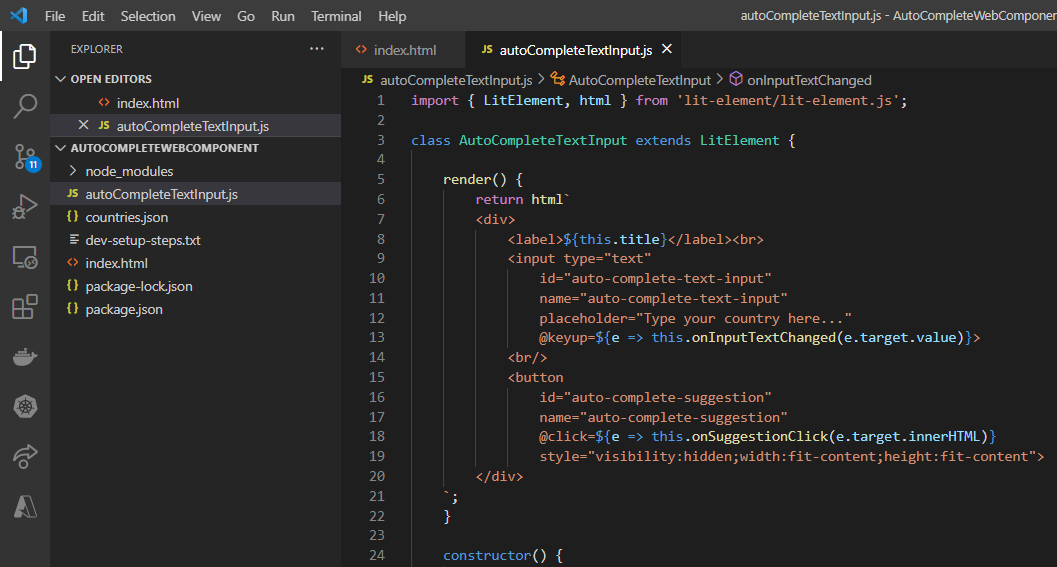 File Edit Selection View Go Run Terminal Help autoCompleteTextInput.js - AutoCompleteWebComponen
EXPLORER ...
OPEN EDITORS
<> index.html
× JS autoCompleteTextInput.js
AUTOCOMPLETEWEBCOMPONENT
> node_modules
JS autoCompleteTextInput.js
{} countries.json
dev-setup-steps.txt
<> index.html
{} package-lock.json
{} package.json
11
<> index.html JS autoCompleteTextInput.js ×
JS autoCompleteTextInput.js > AutoCompleteTextInput > onInputTextChanged
1 import { LitElement, html } from 'lit-element/lit-element.js';
2
3 class AutoCompleteTextInput extends LitElement {
4
5 render() {
6 return html`
7 <div>
8 <label>${this.title}</label><br>
9 <input type="text"
10 id="auto-complete-text-input"
11 name="auto-complete-text-input"
12 placeholder="Type your country here..."
13 @keyup=${e => this.onInputTextChanged(e.target.value)}>
14 <br/>
15 <button
16 id="auto-complete-suggestion"
17 name="auto-complete-suggestion"
18 @click=${e => this.onSuggestionClick(e.target.innerHTML)}
19 style="visibility:hidden;width:fit-content;height:fit-content">
20 </div>
21 `;
22 }
23
24 constructor() {